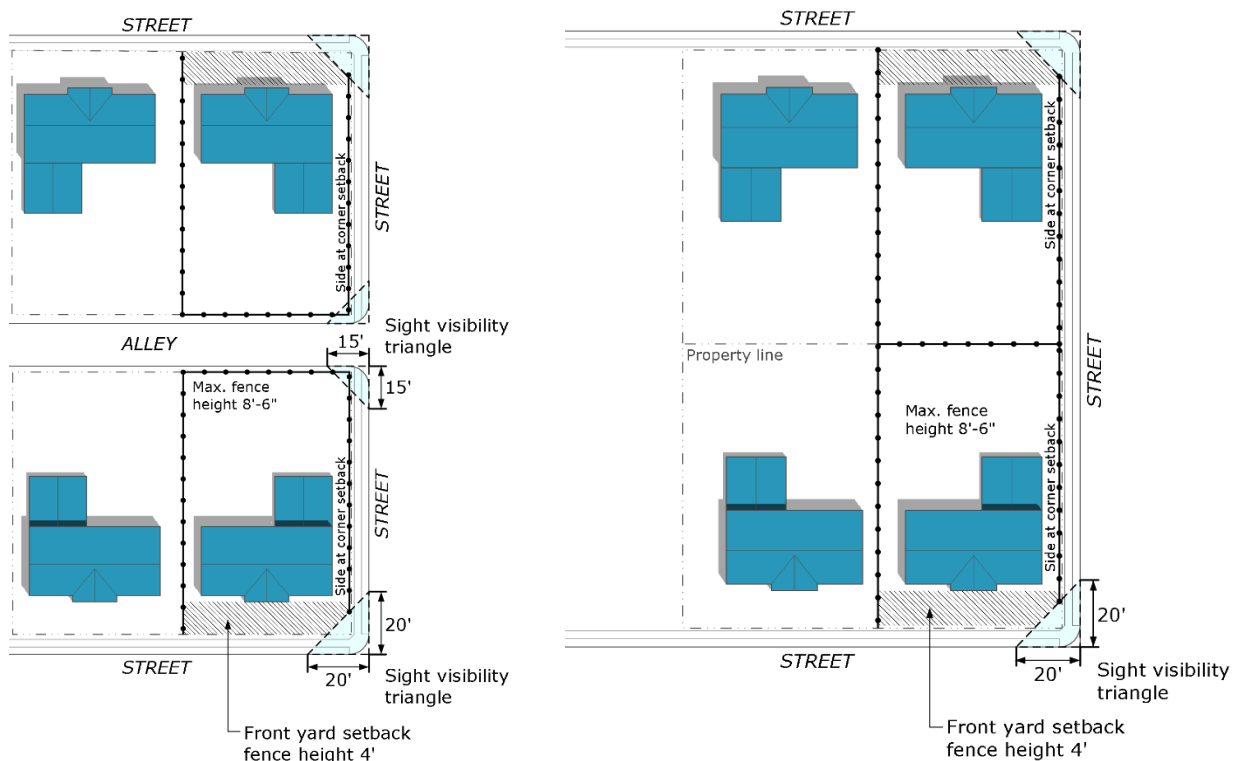 STREET
Side at corner setback
STREET
Sight visibility
triangle
ALLEY
15'
15'
Max. fence
height 8'-6"
Side at corner setback
STREET
20'
20'
STREET
Sight visibility
triangle
Front yard setback
fence height 4'
STREET
Side at corner setback
Property line
STREET
Max. fence
height 8'-6"
Side at corner setback
20'
20'
STREET
Sight visibility
triangle
Front yard setback
fence height 4'